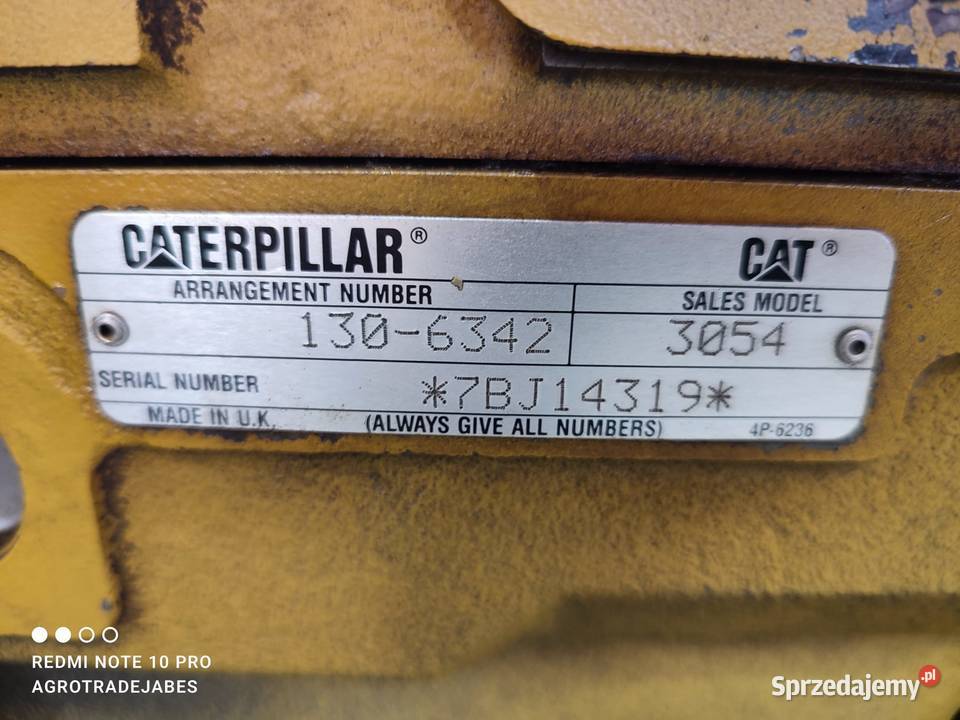 CATERPILLAR®
CAT®
ARRANGEMENT NUMBER
SALES MODEL
130-6342
3054
SERIAL NUMBER
*7BJ14319*
MADE IN U.K.
(ALWAYS GIVE ALL NUMBERS)
4P-6236
REDMI NOTE 10 PRO
AGROTRADEJABES
Sprzedajemy.pl